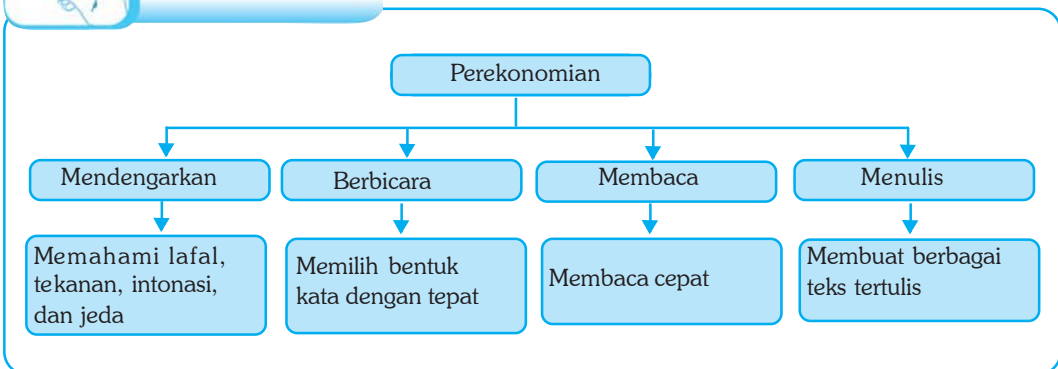 Perekonomian
Mendengarkan
Berbicara
Membaca
Menulis
Memahami lafal,
tekanan, intonasi,
dan jeda
Memilih bentuk
kata dengan tepat
Membaca cepat
Membuat berbagai
teks tertulis